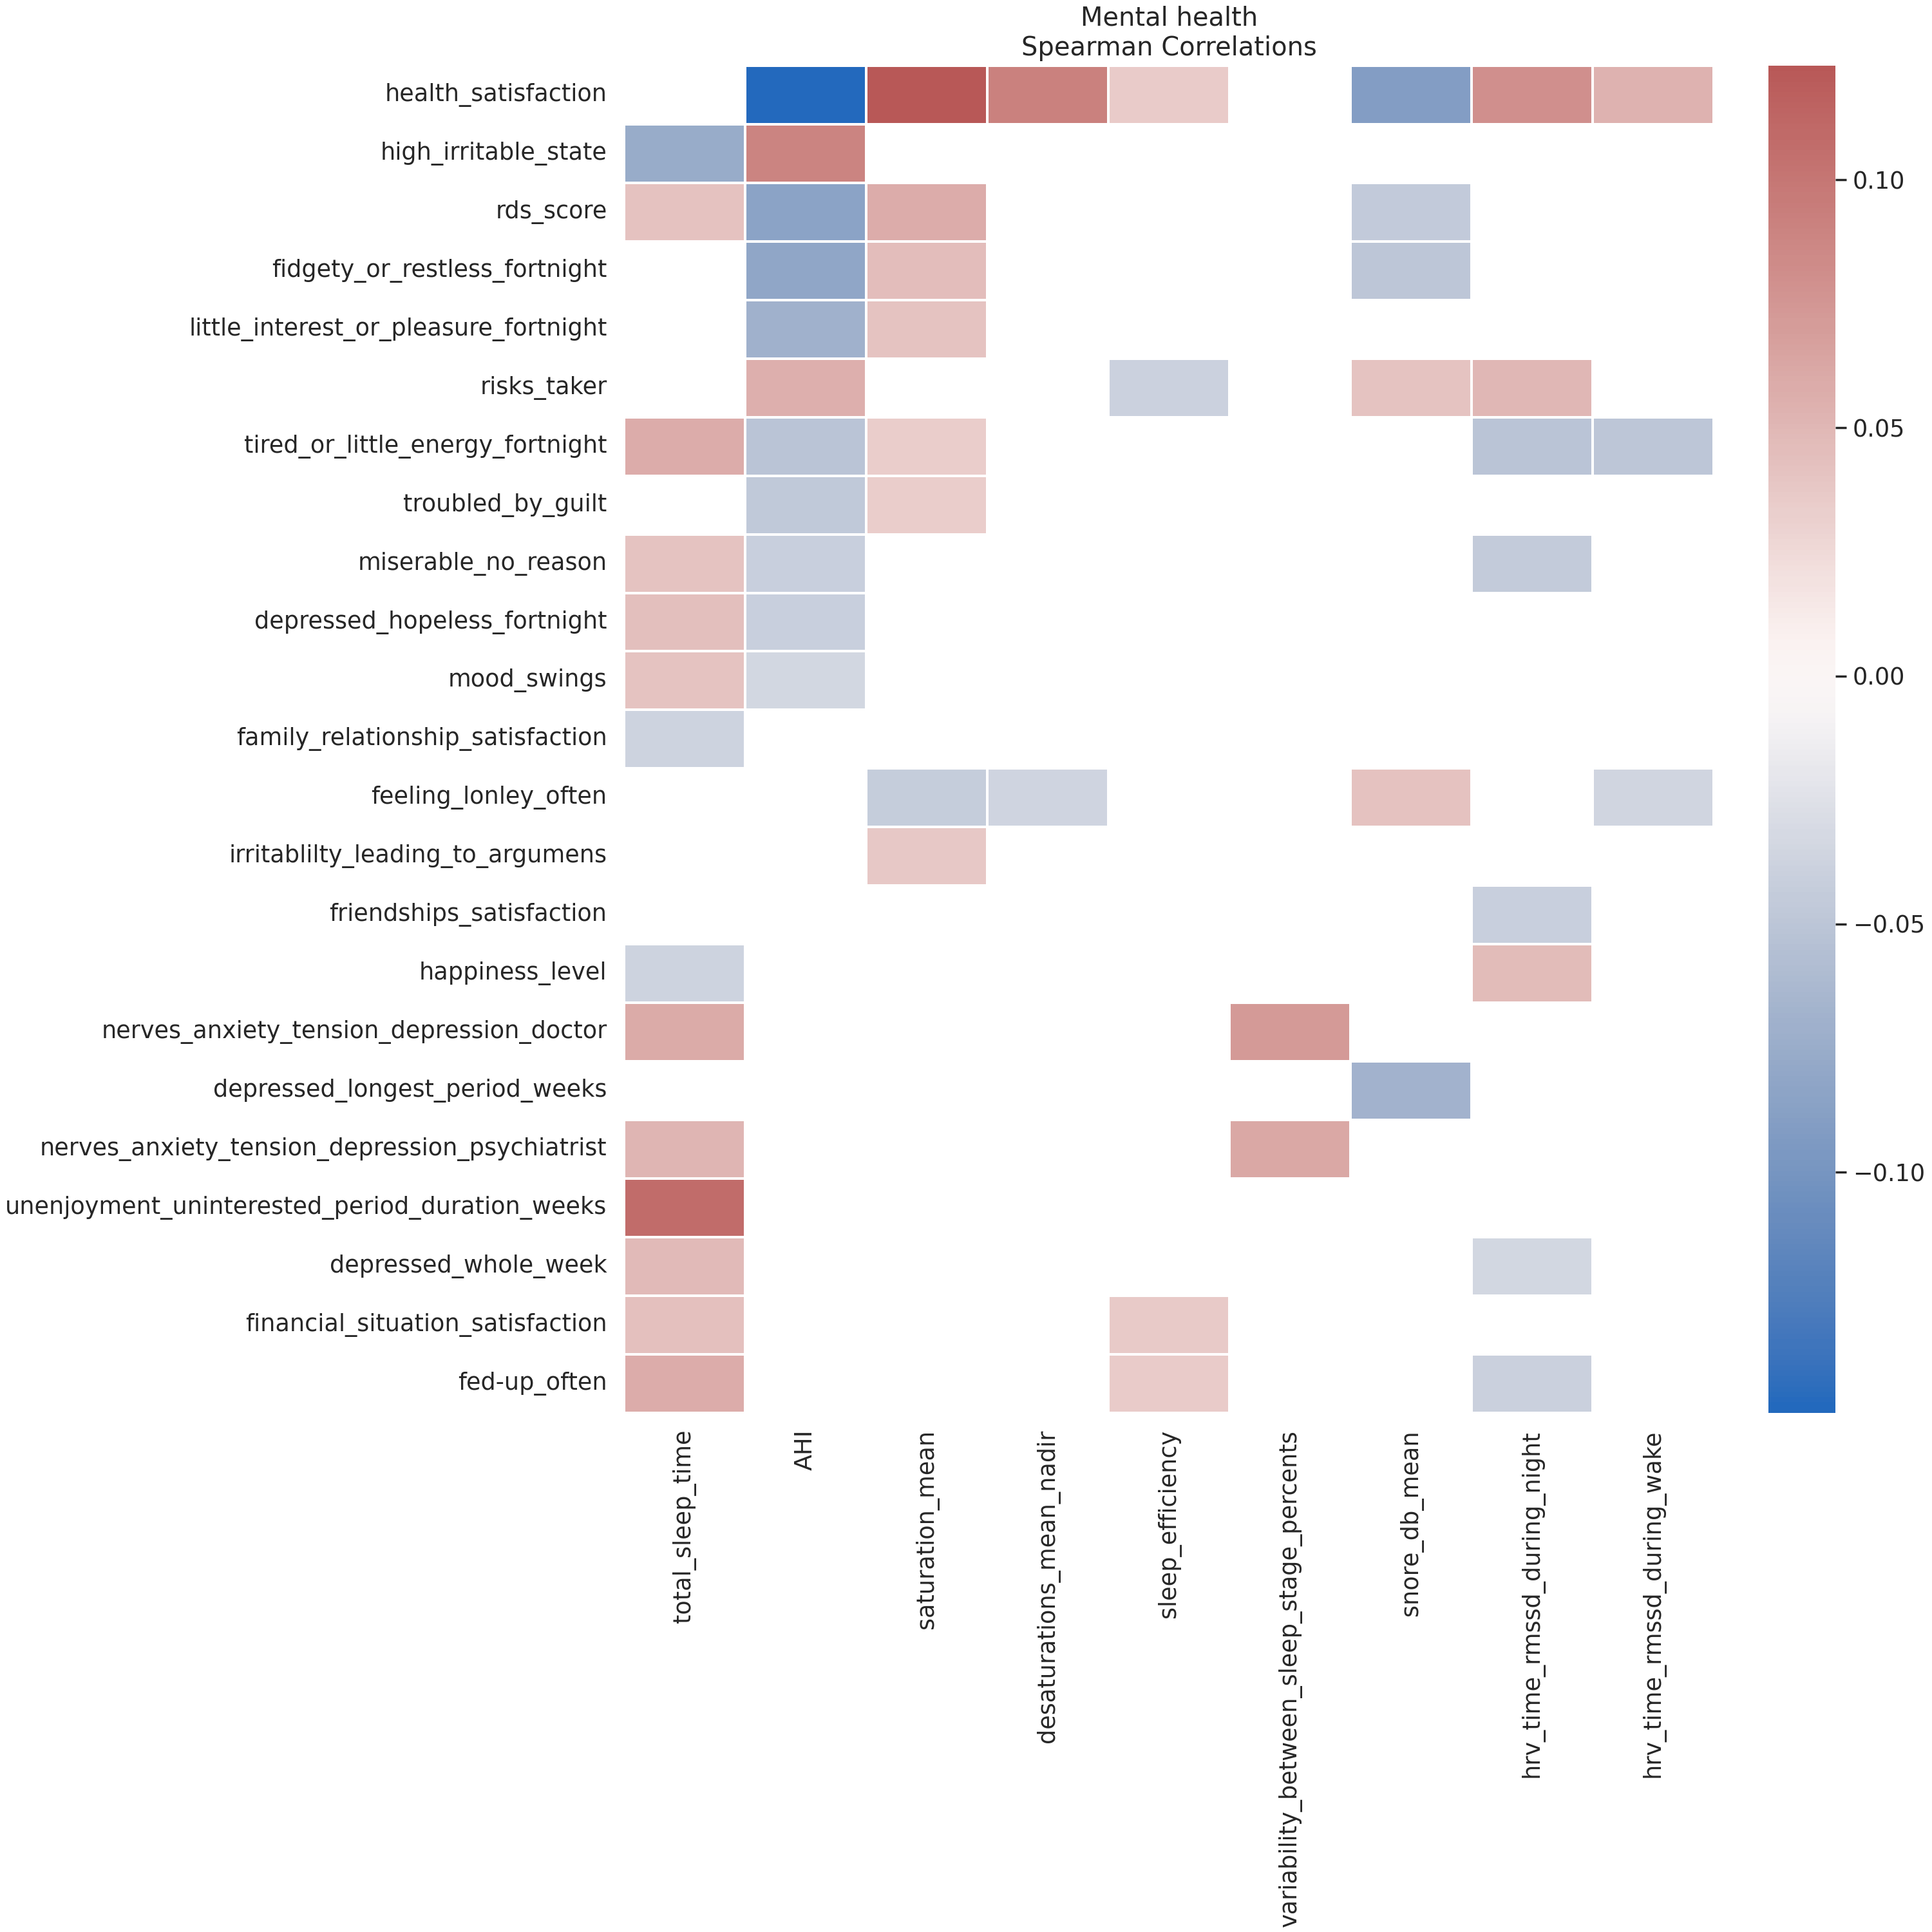 Mental health
Spearman Correlations
health_satisfaction
high_irritable_state
rds_score
fidgety_or_restless_fortnight
little_interest_or_pleasure_fortnight
risks_taker
tired_or_little_energy_fortnight
troubled_by_guilt
miserable_no_reason
depressed_hopeless_fortnight
mood_swings
family_relationship_satisfaction
feeling_lonley_often
irritablilty_leading_to_argumens
friendships_satisfaction
happiness_level
nerves_anxiety_tension_depression_doctor
depressed_longest_period_weeks
nerves_anxiety_tension_depression_psychiatrist
unenjoyment_uninterested_period_duration_weeks
depressed_whole_week
financial_situation_satisfaction
fed-up_often
total_sleep_time
AHI
saturation_mean
desaturations_mean_nadir
sleep_efficiency
variability_between_sleep_stage_percents
snore_db_mean
hrv_time_rmssd_during_night
hrv_time_rmssd_during_wake
0.10
0.05
0.00
−0.05
−0.10